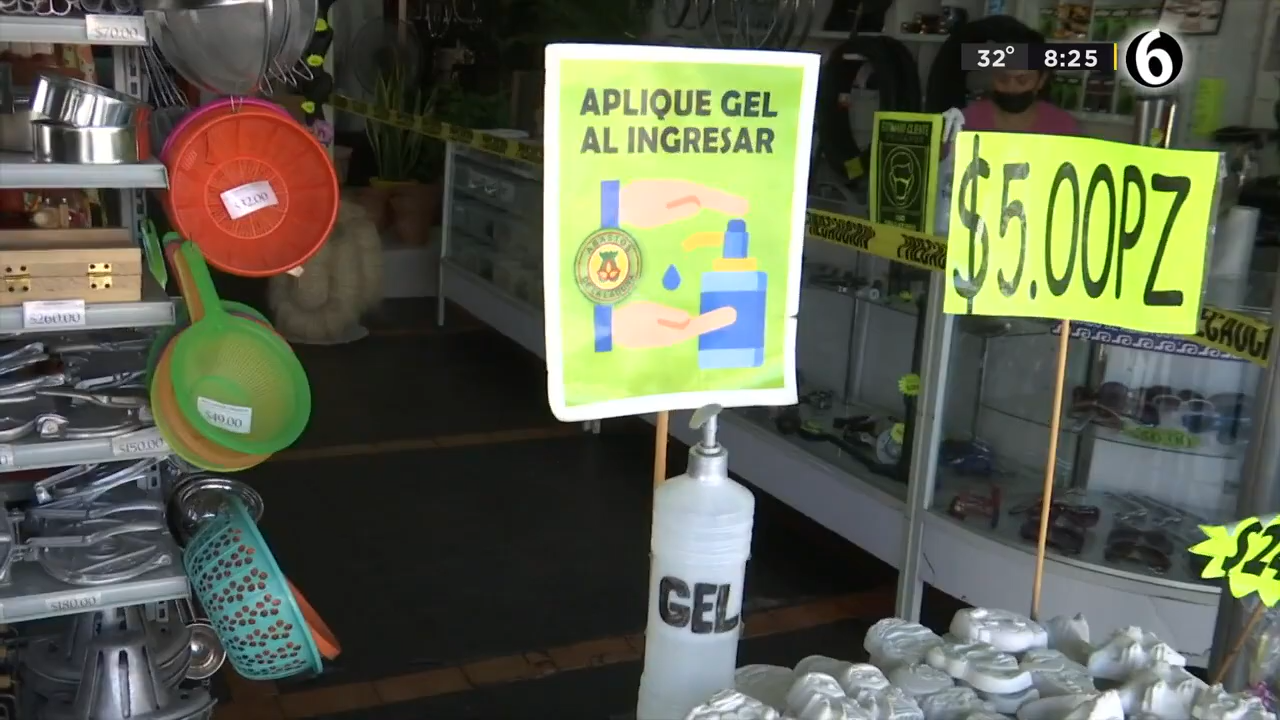 $70.00
32° 8:25 6
APLIQUE GEL
AL INGRESAR
$5.00PZ
$12.00
PRECAUCION
$260.00
$49.00
$150.00
GEL
$180.00